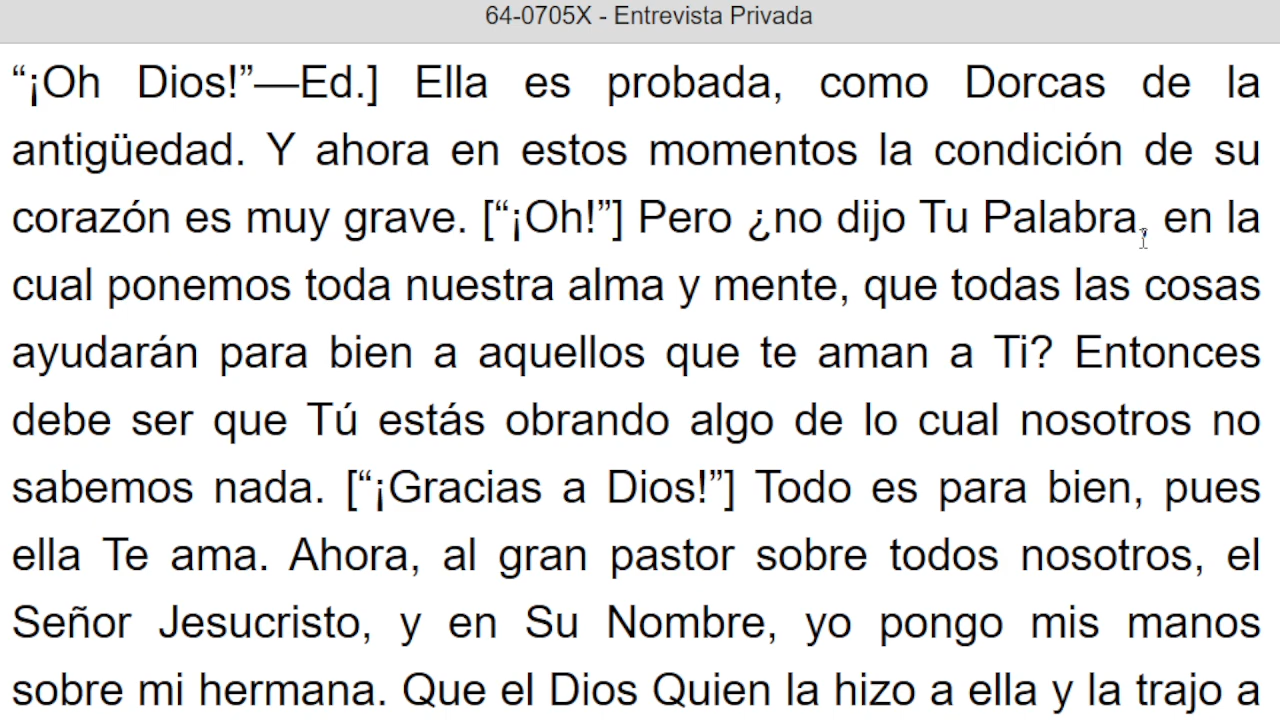 64-0705X - Entrevista Privada
“¡Oh Dios!”—Ed.] Ella es probada, como Dorcas de la
antigüedad. Y ahora en estos momentos la condición de su
corazón es muy grave. [“¡Oh!”] Pero ¿no dijo Tu Palabra, en la
cual ponemos toda nuestra alma y mente, que todas las cosas
ayudarán para bien a aquellos que te aman a Ti? Entonces
debe ser que Tú estás obrando algo de lo cual nosotros no
sabemos nada. [“¡Gracias a Dios!”] Todo es para bien, pues
ella Te ama. Ahora, al gran pastor sobre todos nosotros, el
Señor Jesucristo, y en Su Nombre, yo pongo mis manos
sobre mi hermana. Que el Dios Quien la hizo a ella y la trajo a